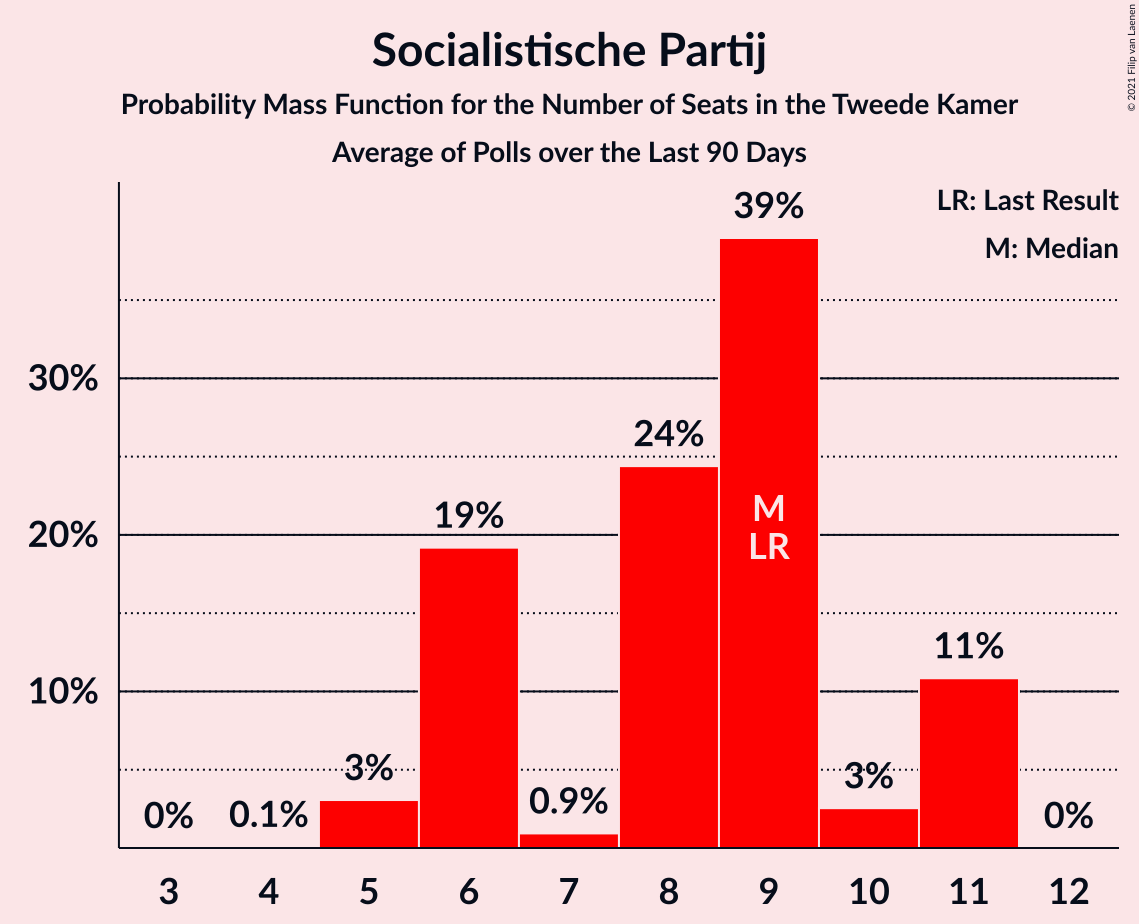 Socialistische Partij
Probability Mass Function for the Number of Seats in the Tweede Kamer
Average of Polls over the Last 90 Days
© 2021 Filip van Laenen
LR: Last Result
M: Median
39%
30%
24%
M
LR
19%
20%
11%
10%
3%
3%
0.9%
0%
0.1%
0%
3 4 5 6 7 8 9 10 11 12